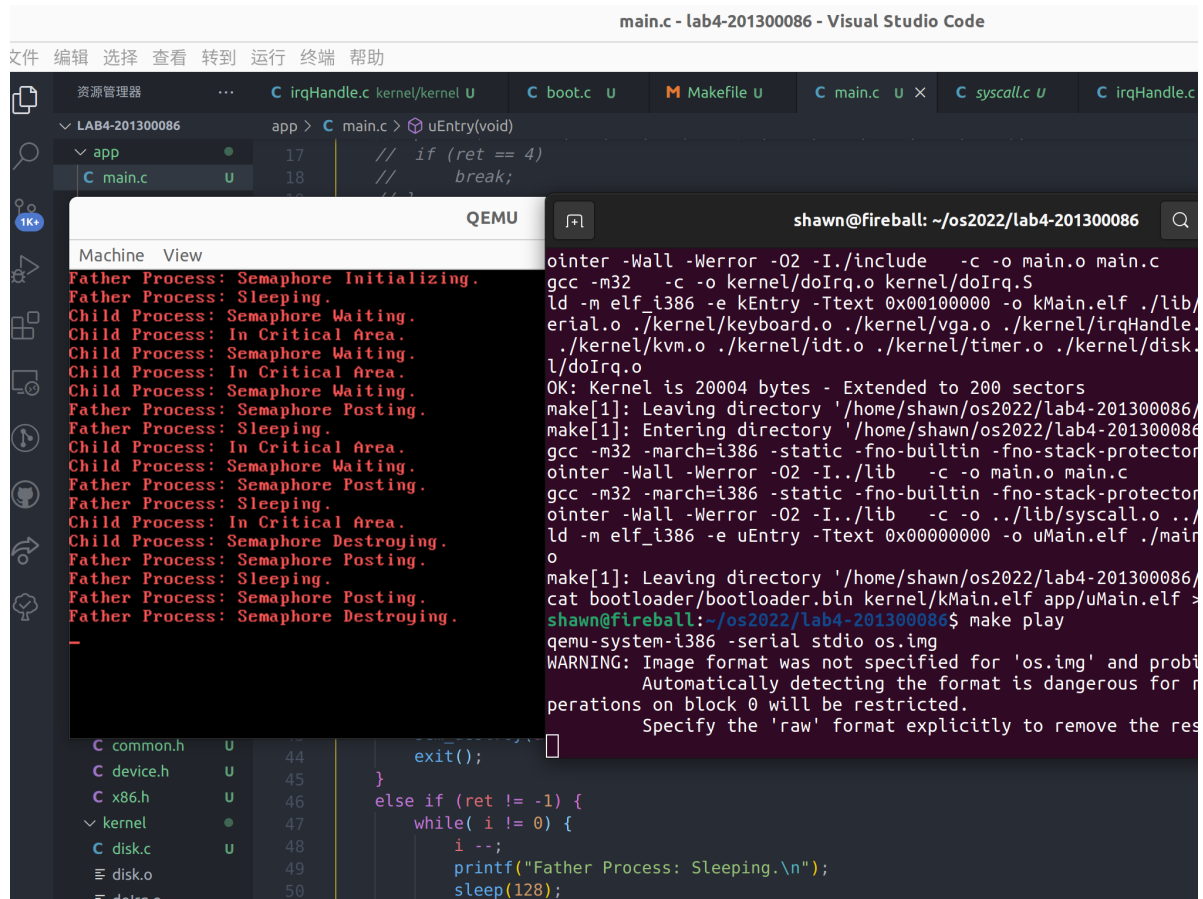 main.c - lab4-201300086 - Visual Studio Code
文件 编辑 选择 查看 转到 运行 终端 帮助
资源管理器 ···
C irqHandle.c kernel/kernel U
C boot.c U
M Makefile U
C main.c U ×
C syscall.c U
C irqHandle.c
LAB4-201300086
app > C main.c > uEntry(void)
app
C main.c U
17 // if (ret == 4)
18 // break;
1K+
QEMU
Machine View
Father Process: Semaphore Initializing.
Father Process: Sleeping.
Child Process: Semaphore Waiting.
Child Process: In Critical Area.
Child Process: Semaphore Waiting.
Child Process: In Critical Area.
Child Process: Semaphore Waiting.
Father Process: Semaphore Posting.
Father Process: Sleeping.
Child Process: In Critical Area.
Child Process: Semaphore Waiting.
Father Process: Semaphore Posting.
Father Process: Sleeping.
Child Process: In Critical Area.
Child Process: Semaphore Destroying.
Father Process: Semaphore Posting.
Father Process: Sleeping.
Father Process: Semaphore Posting.
Father Process: Semaphore Destroying.
shawn@fireball: ~/os2022/lab4-201300086
ointer -Wall -Werror -O2 -I./include -c -o main.o main.c
gcc -m32 -c -o kernel/doIrq.o kernel/doIrq.S
ld -m elf_i386 -e kEntry -Ttext 0x00100000 -o kMain.elf ./lib/
erial.o ./kernel/keyboard.o ./kernel/vga.o ./kernel/irqHandle.
./kernel/kvm.o ./kernel/idt.o ./kernel/timer.o ./kernel/disk.
l/doIrq.o
OK: Kernel is 20004 bytes - Extended to 200 sectors
make[1]: Leaving directory '/home/shawn/os2022/lab4-201300086/
make[1]: Entering directory '/home/shawn/os2022/lab4-201300086
gcc -m32 -march=i386 -static -fno-builtin -fno-stack-protector
ointer -Wall -Werror -O2 -I../lib -c -o main.o main.c
gcc -m32 -march=i386 -static -fno-builtin -fno-stack-protector
ointer -Wall -Werror -O2 -I../lib -c -o ../lib/syscall.o ../
ld -m elf_i386 -e uEntry -Ttext 0x00000000 -o uMain.elf ./main
o
make[1]: Leaving directory '/home/shawn/os2022/lab4-201300086/
cat bootloader/bootloader.bin kernel/kMain.elf app/uMain.elf >
shawn@fireball:~/os2022/lab4-201300086$ make play
qemu-system-i386 -serial stdio os.img
WARNING: Image format was not specified for 'os.img' and probi
Automatically detecting the format is dangerous for r
perations on block 0 will be restricted.
Specify the 'raw' format explicitly to remove the res
C common.h U
C device.h U
C x86.h U
kernel
C disk.c U
disk.o
44 exit();
45 }
46 else if (ret != -1) {
47 while( i != 0) {
48 i --;
49 printf("Father Process: Sleeping.\n");
50 sleep(128);